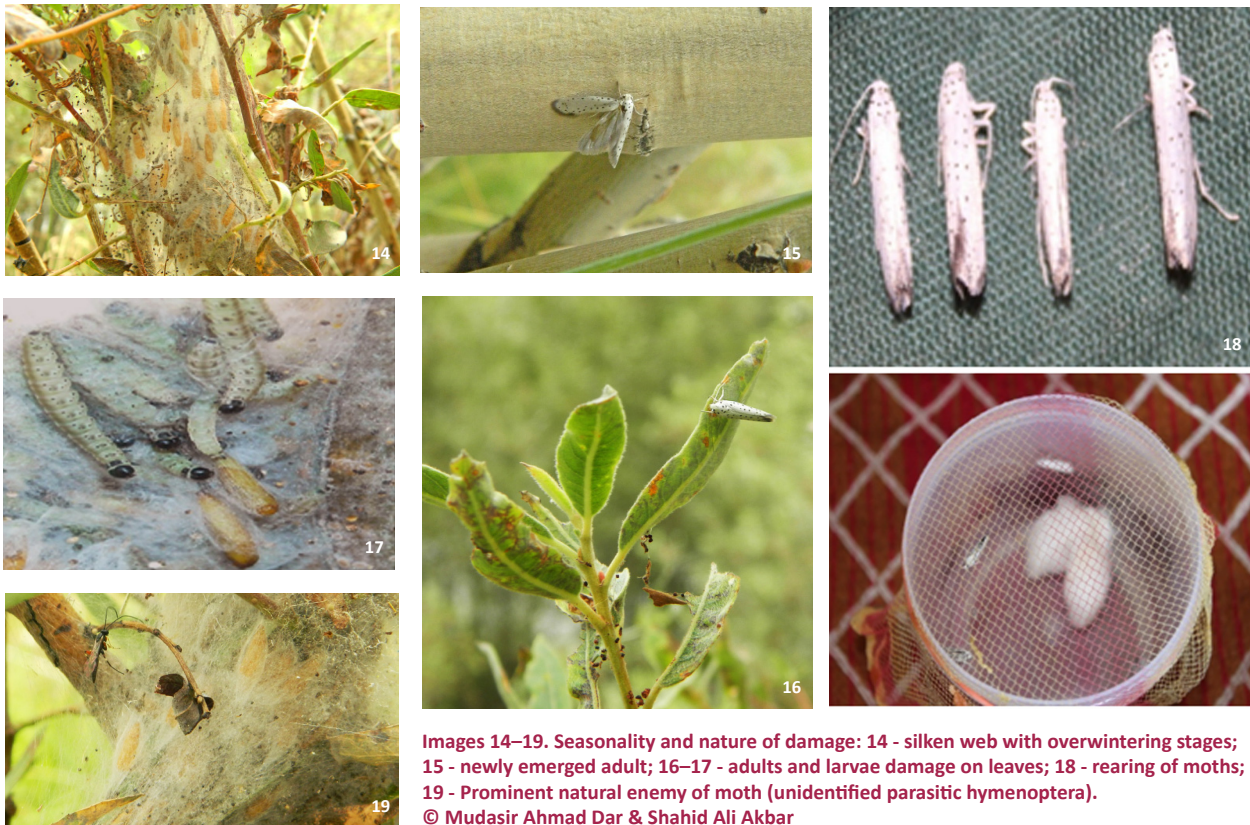 14
15
18
17
16
19
Images 14–19. Seasonality and nature of damage: 14 - silken web with overwintering stages;
15 - newly emerged adult; 16–17 - adults and larvae damage on leaves; 18 - rearing of moths;
19 - Prominent natural enemy of moth (unidentified parasitic hymenoptera).
© Mudasir Ahmad Dar & Shahid Ali Akbar